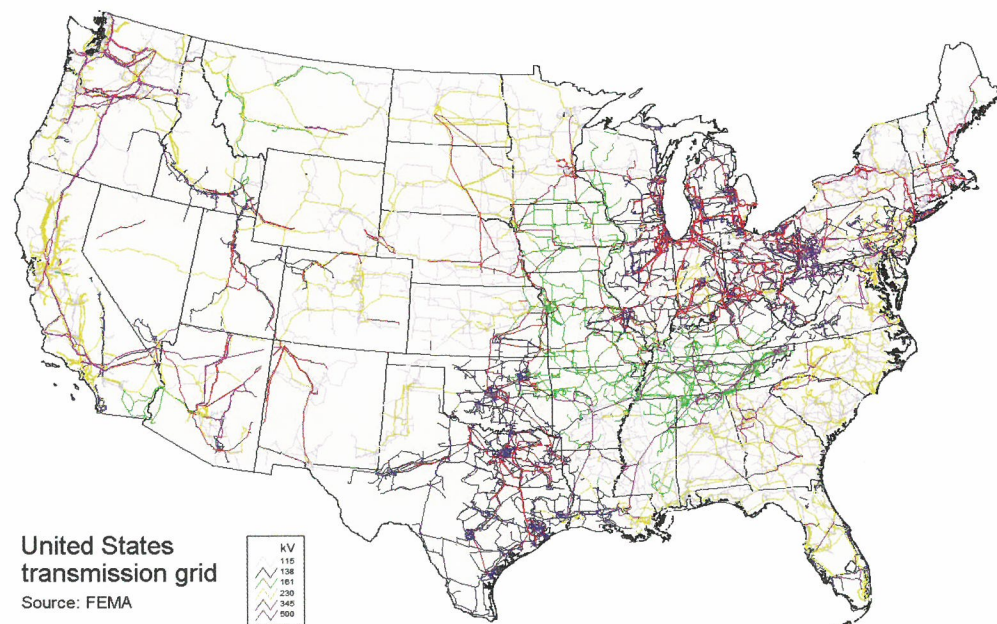 United States
transmission grid
Source: FEMA
kV
115
138
161
230
345
500